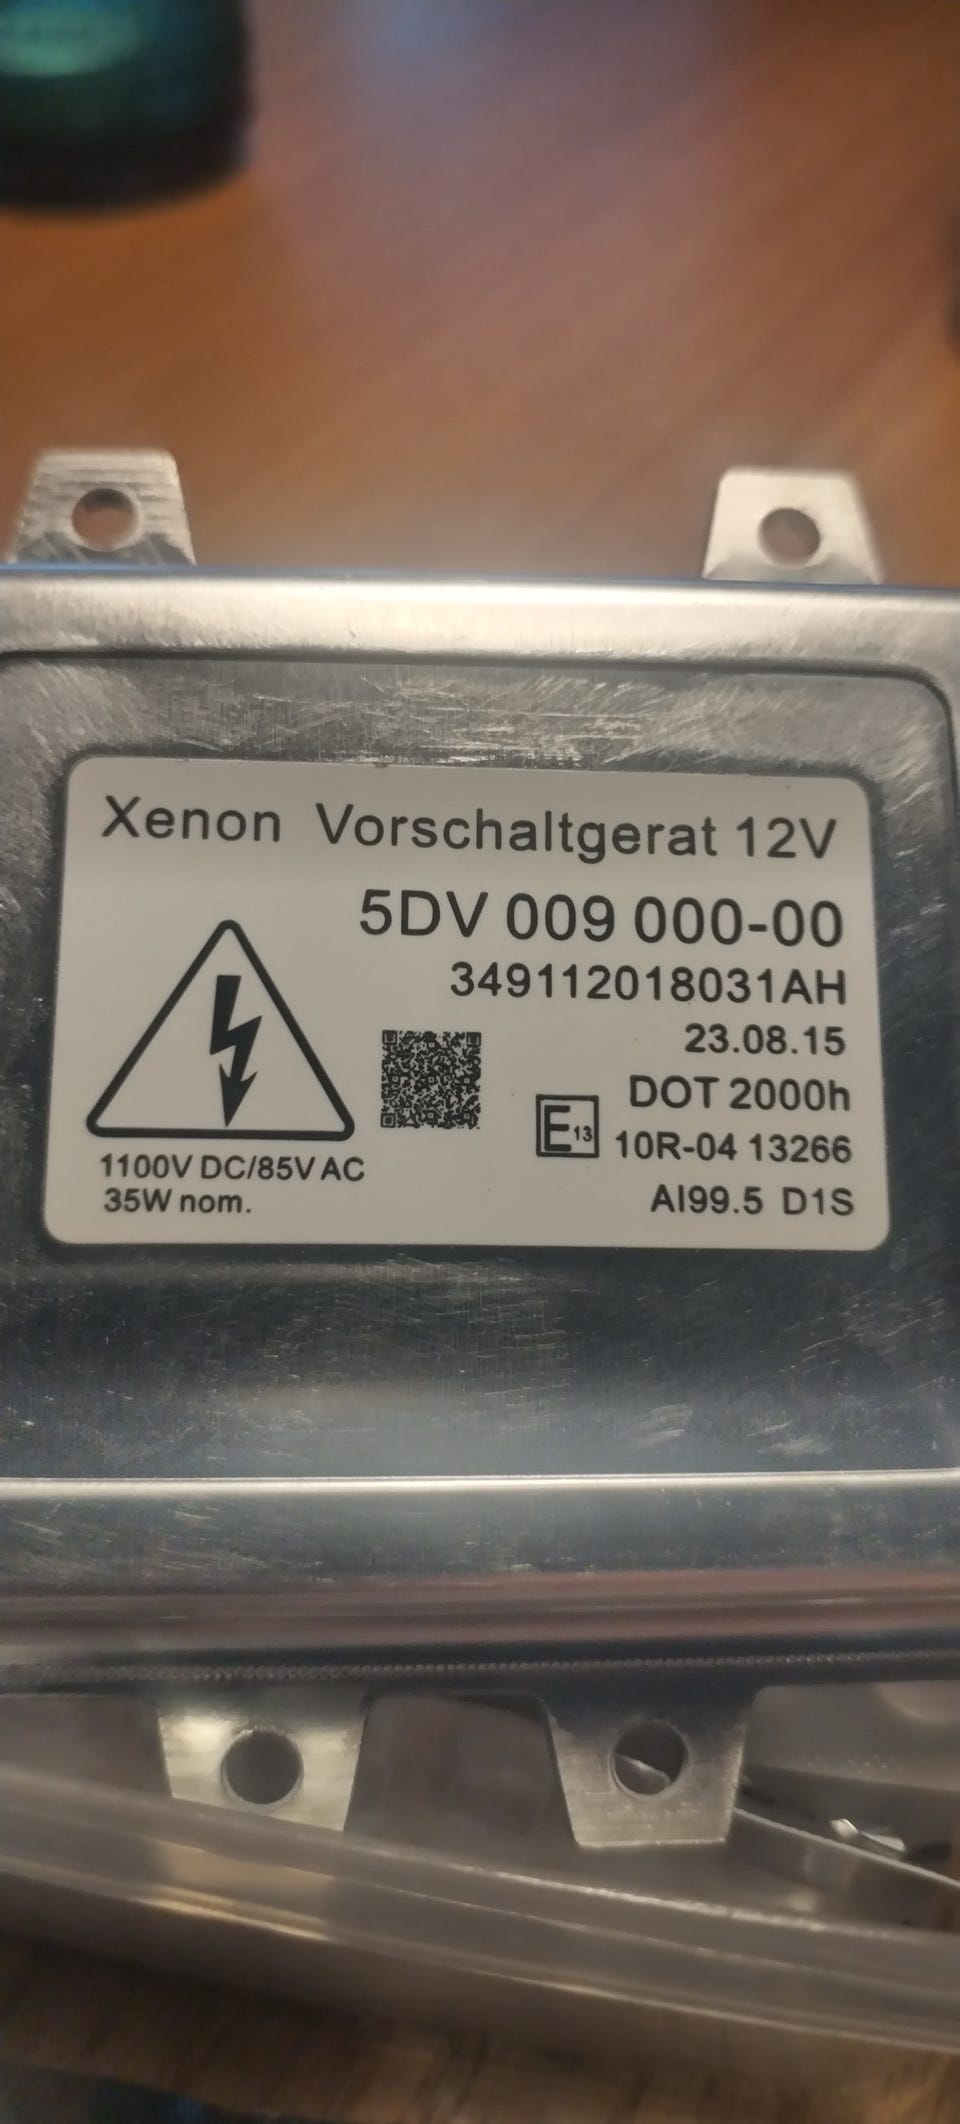 Xenon Vorschaltgerat 12V
5DV 009 000-00
349112018031AH
23.08.15
DOT 2000h
E13 10R-04 13266
AI99.5 D1S
1100V DC/85V AC
35W nom.